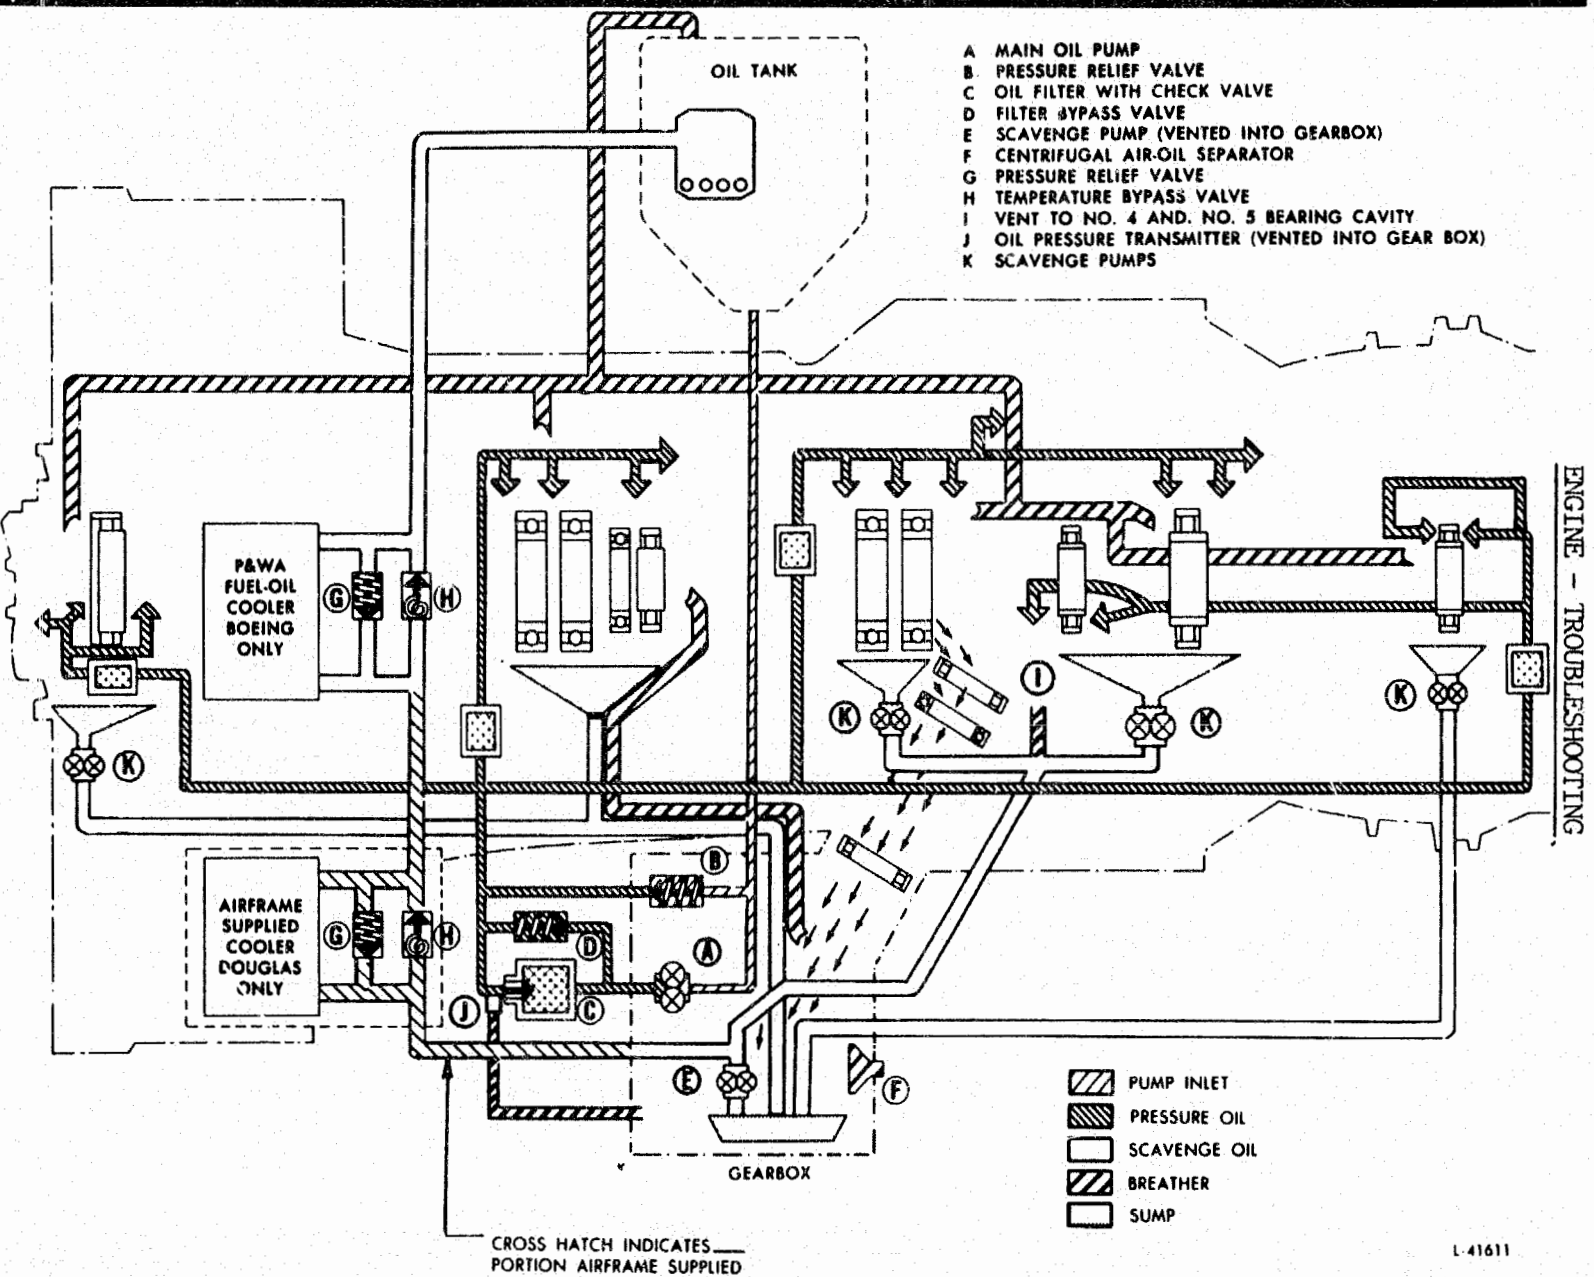 OIL TANK
A MAIN OIL PUMP
B PRESSURE RELIEF VALVE
C OIL FILTER WITH CHECK VALVE
D FILTER BYPASS VALVE
E SCAVENGE PUMP (VENTED INTO GEARBOX)
F CENTRIFUGAL AIR-OIL SEPARATOR
G PRESSURE RELIEF VALVE
H TEMPERATURE BYPASS VALVE
I VENT TO NO. 4 AND. NO. 5 BEARING CAVITY
J OIL PRESSURE TRANSMITTER (VENTED INTO GEAR BOX)
K SCAVENGE PUMPS
ENGINE - TROUBLESHOOTING
P&WA
FUEL-OIL
COOLER
BOEING
ONLY
G
H
K
I
K
K
K
B
AIRFRAME
SUPPLIED
COOLER
DOUGLAS
ONLY
G
H
D
A
J
C
E
F
GEARBOX
PUMP INLET
PRESSURE OIL
SCAVENGE OIL
BREATHER
SUMP
CROSS HATCH INDICATES
PORTION AIRFRAME SUPPLIED
L-41611